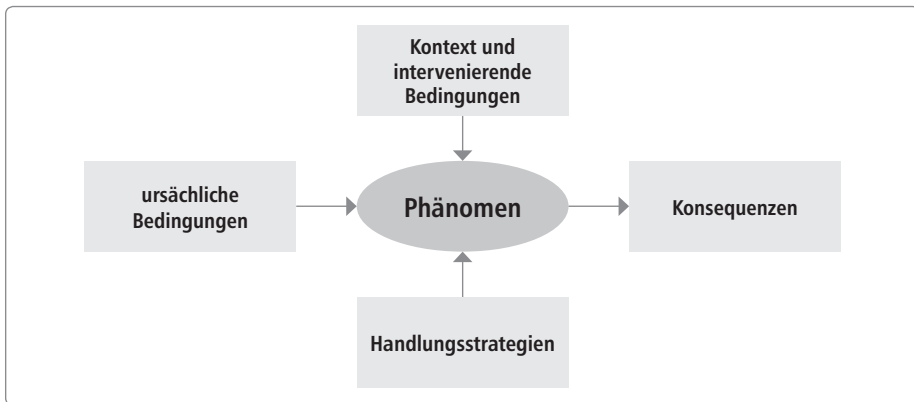 Kontext und
intervenierende
Bedingungen
ursächliche
Bedingungen
Phänomen
Konsequenzen
Handlungsstrategien